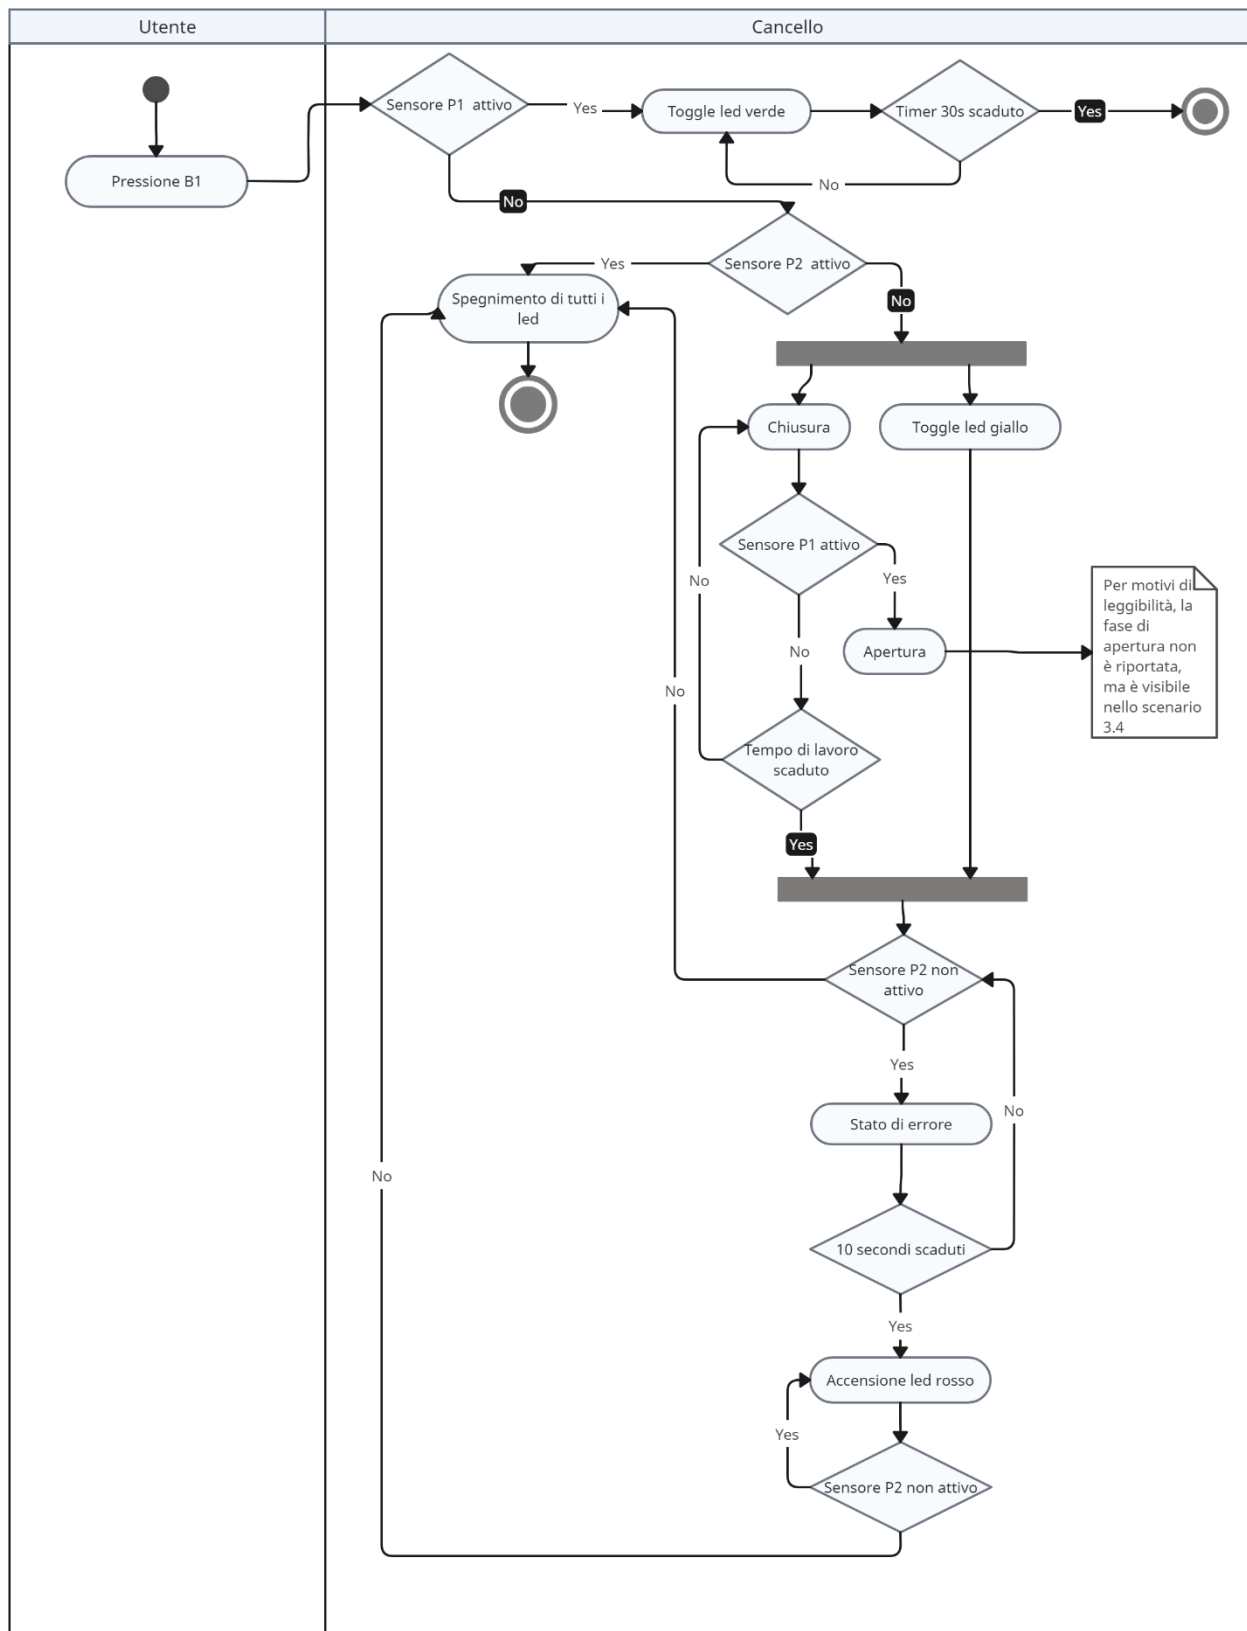 Utente
Cancello
Sensore P1 attivo
Yes
Toggle led verde
Timer 30s scaduto
Yes
Pressione B1
No
No
Sensore P2 attivo
Yes
No
Spegnimento di tutti i
led
Chiusura
Toggle led giallo
Sensore P1 attivo
No
Yes
Per motivi di
leggibilità, la
fase di
apertura non
è riportata,
ma è visibile
nello scenario
3.4
No
Apertura
No
Tempo di lavoro
scaduto
Yes
Sensore P2 non
attivo
Yes
Stato di errore
No
No
10 secondi scaduti
Yes
Accensione led rosso
Yes
Sensore P2 non attivo